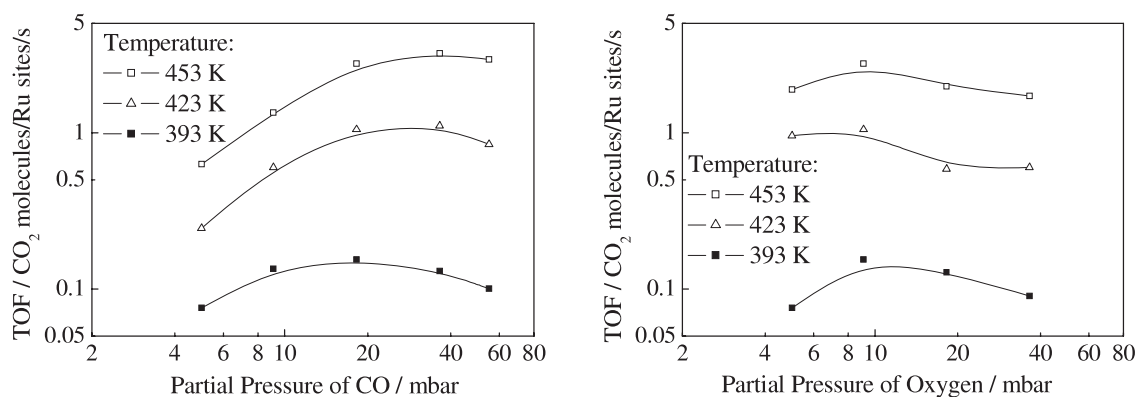 TOF / CO2 molecules/Ru sites/s
5
1
0.5
0.1
0.05
Temperature:
453 K
423 K
393 K
2 4 6 8 10 20 40 60 80
Partial Pressure of CO / mbar
TOF / CO2 molecules/Ru sites/s
5
1
0.5
0.1
0.05
Temperature:
453 K
423 K
393 K
2 4 6 8 10 20 40 60 80
Partial Pressure of Oxygen / mbar